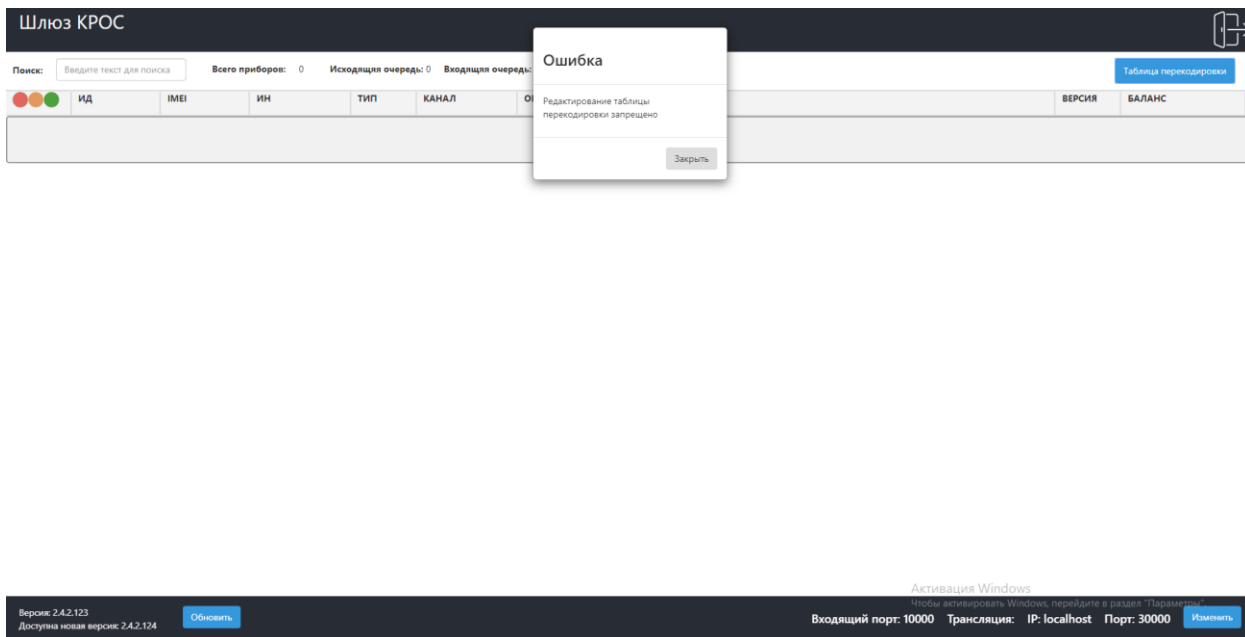 Шлюз КРОС
Ошибка
Поиск: Введите текст для поиска Всего приборов: 0 Исходящия очередь: 0 Входящия очередь:
Таблица перекодировки
ИД IMEI ИН ТИП КАНАЛ ВЕРСИЯ БАЛАНС
Редактирование таблицы
перекодировки запрещено
Закрыть
Активация Windows
Чтобы активировать Windows, перейдите в раздел "Параметры".
Версия: 2.4.2.123
Доступна новая версия: 2.4.2.124
Обновить
Входящий порт: 10000 Трансляция: IP: localhost Порт: 30000 Изменить